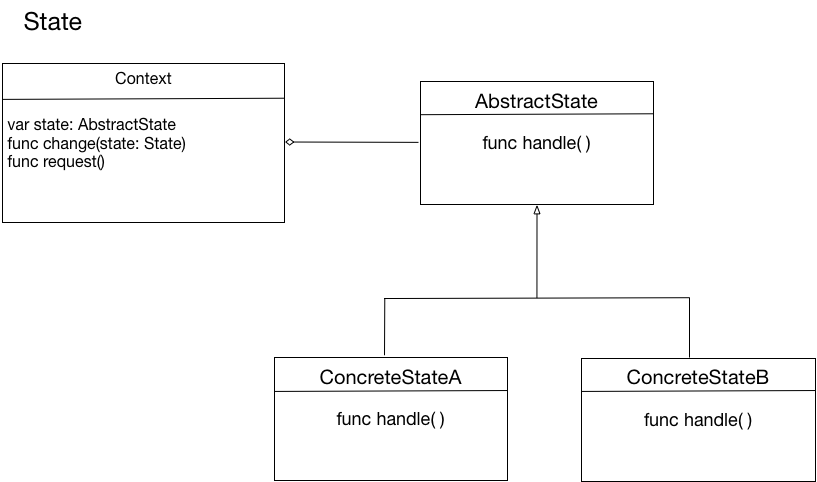 State
Context
var state: AbstractState
func change(state: State)
func request()
AbstractState
func handle( )
ConcreteStateA
func handle( )
ConcreteStateB
func handle( )